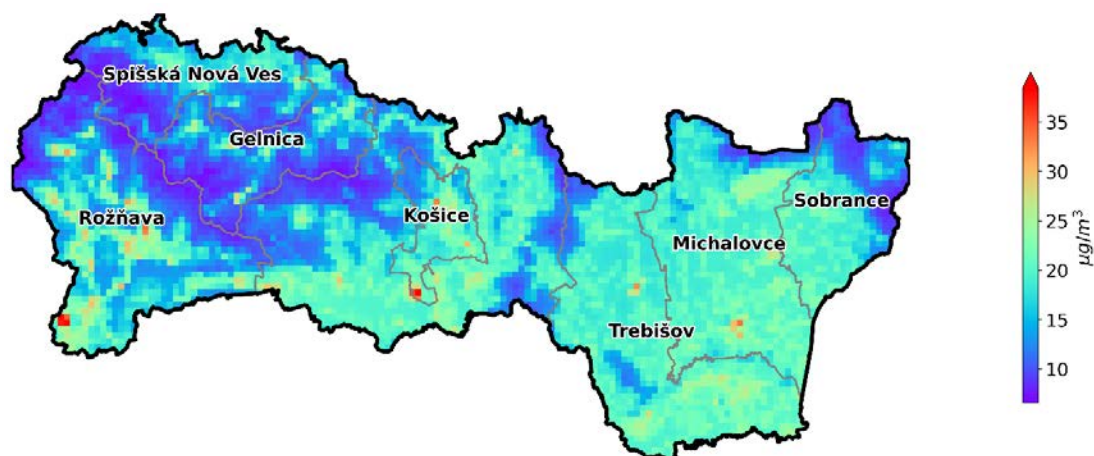 Spišská Nová Ves
Gelnica
Rožňava
Košice
Sobrance
Michalovce
Trebišov
35
30
25
20
15
10
µg/m³